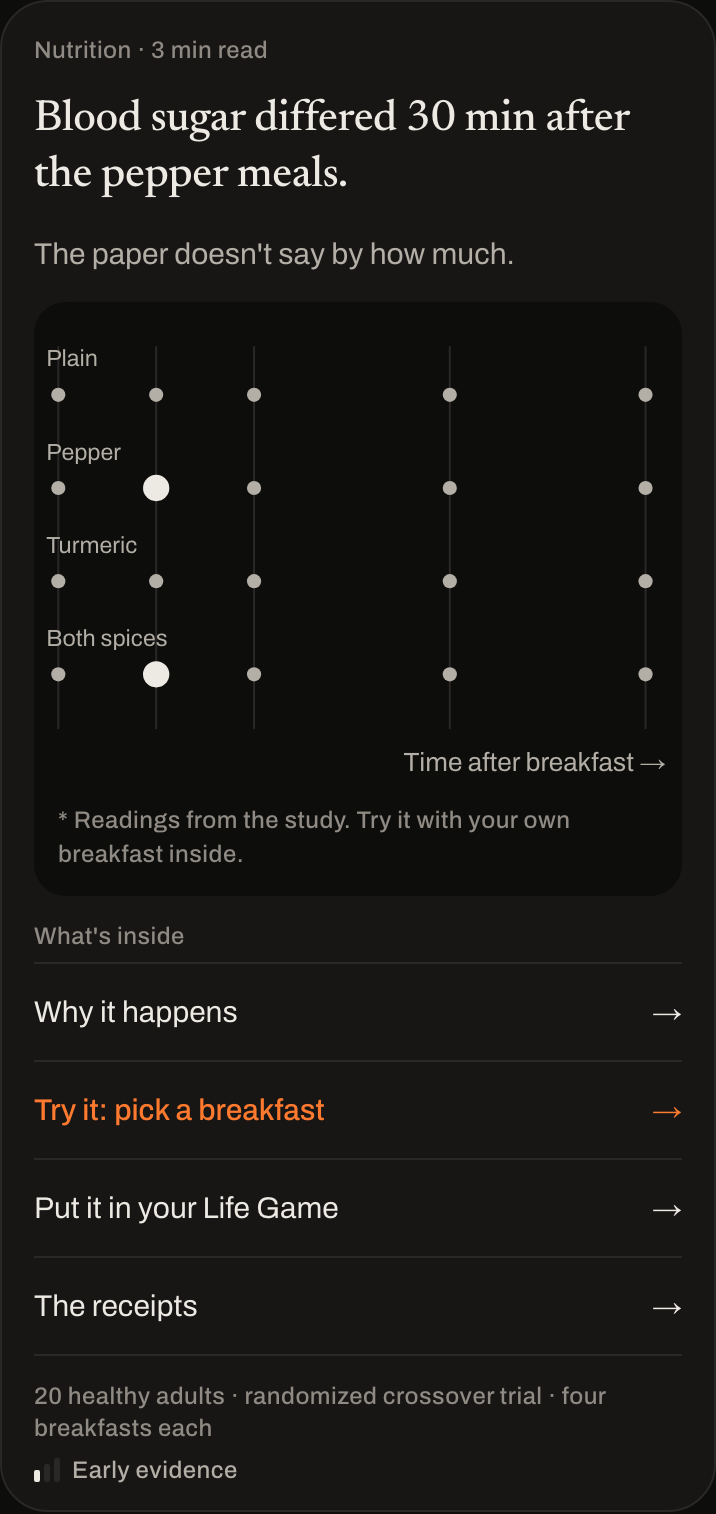 Nutrition · 3 min read
Blood sugar differed 30 min after
the pepper meals.
The paper doesn't say by how much.
Plain
Pepper
Turmeric
Both spices
Time after breakfast →
* Readings from the study. Try it with your own
breakfast inside.
What's inside
Why it happens →
Try it: pick a breakfast →
Put it in your Life Game →
The receipts →
20 healthy adults · randomized crossover trial · four
breakfasts each
Early evidence